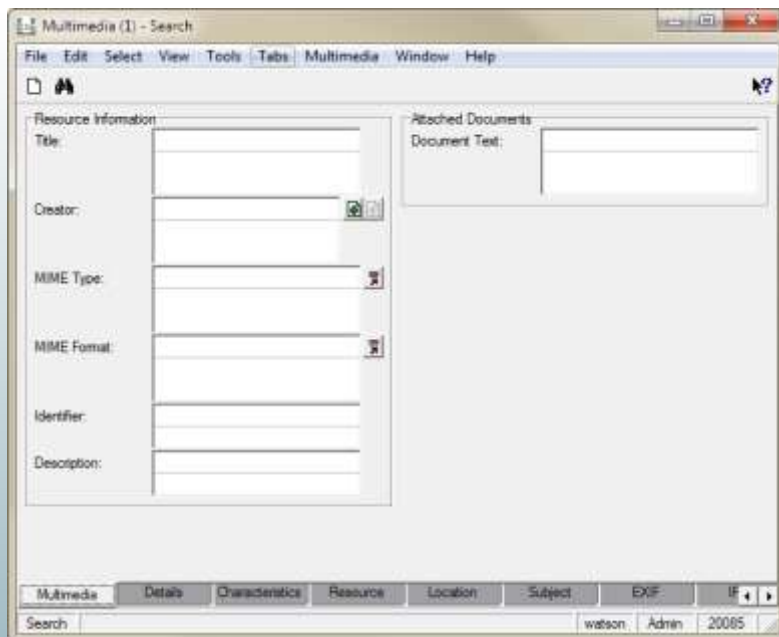 Multimedia (1) - Search
File Edit Select View Tools Tabs Multimedia Window Help
Resource Information
Title:
Creator:
MIME Type:
MIME Format:
Identifier:
Description:
Attached Documents
Document Text:
Multimedia Details Characteristics Resource Location Subject EXIF
Search watson Admin 20085